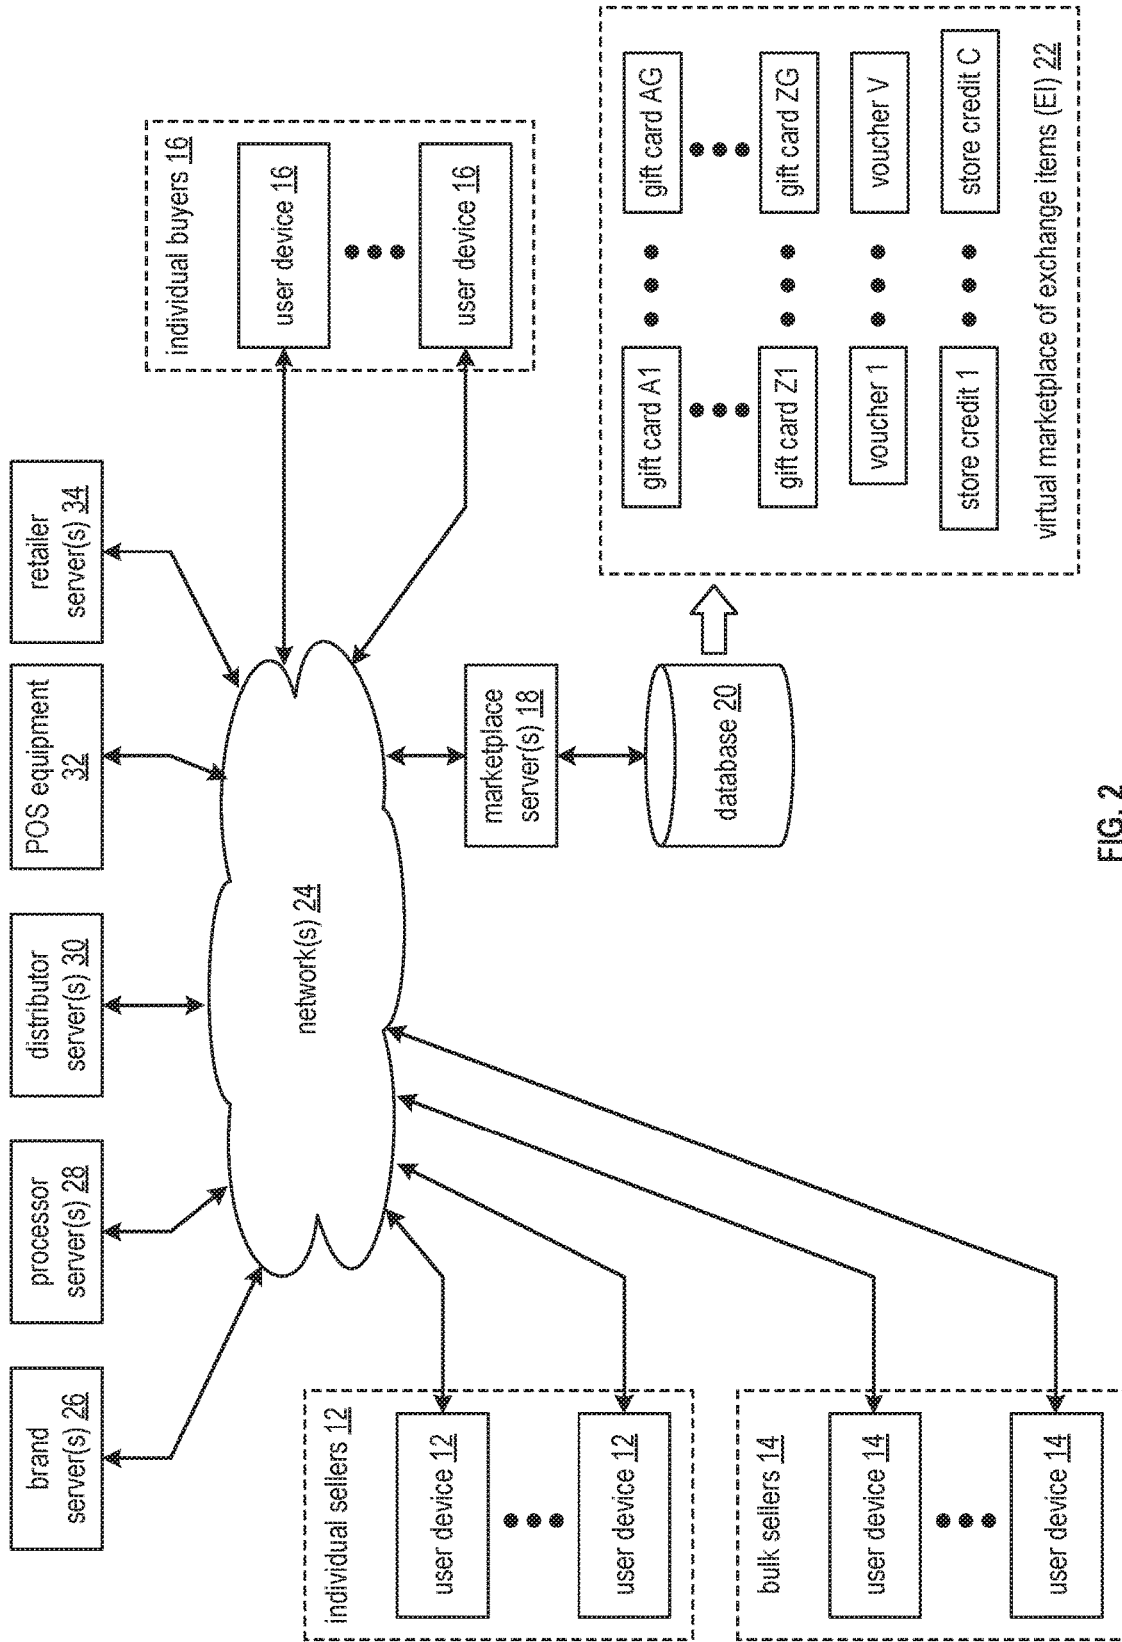 brand
server(s) 26
processor
server(s) 28
distributor
server(s) 30
POS equipment
32
retailer
server(s) 34
individual sellers 12
user device 12
user device 12
bulk sellers 14
user device 14
user device 14
network(s) 24
individual buyers 16
user device 16
user device 16
marketplace
server(s) 18
database 20
gift card A1
gift card AG
gift card Z1
gift card ZG
voucher 1
voucher V
store credit 1
store credit C
virtual marketplace of exchange items (EI) 22
FIG. 2